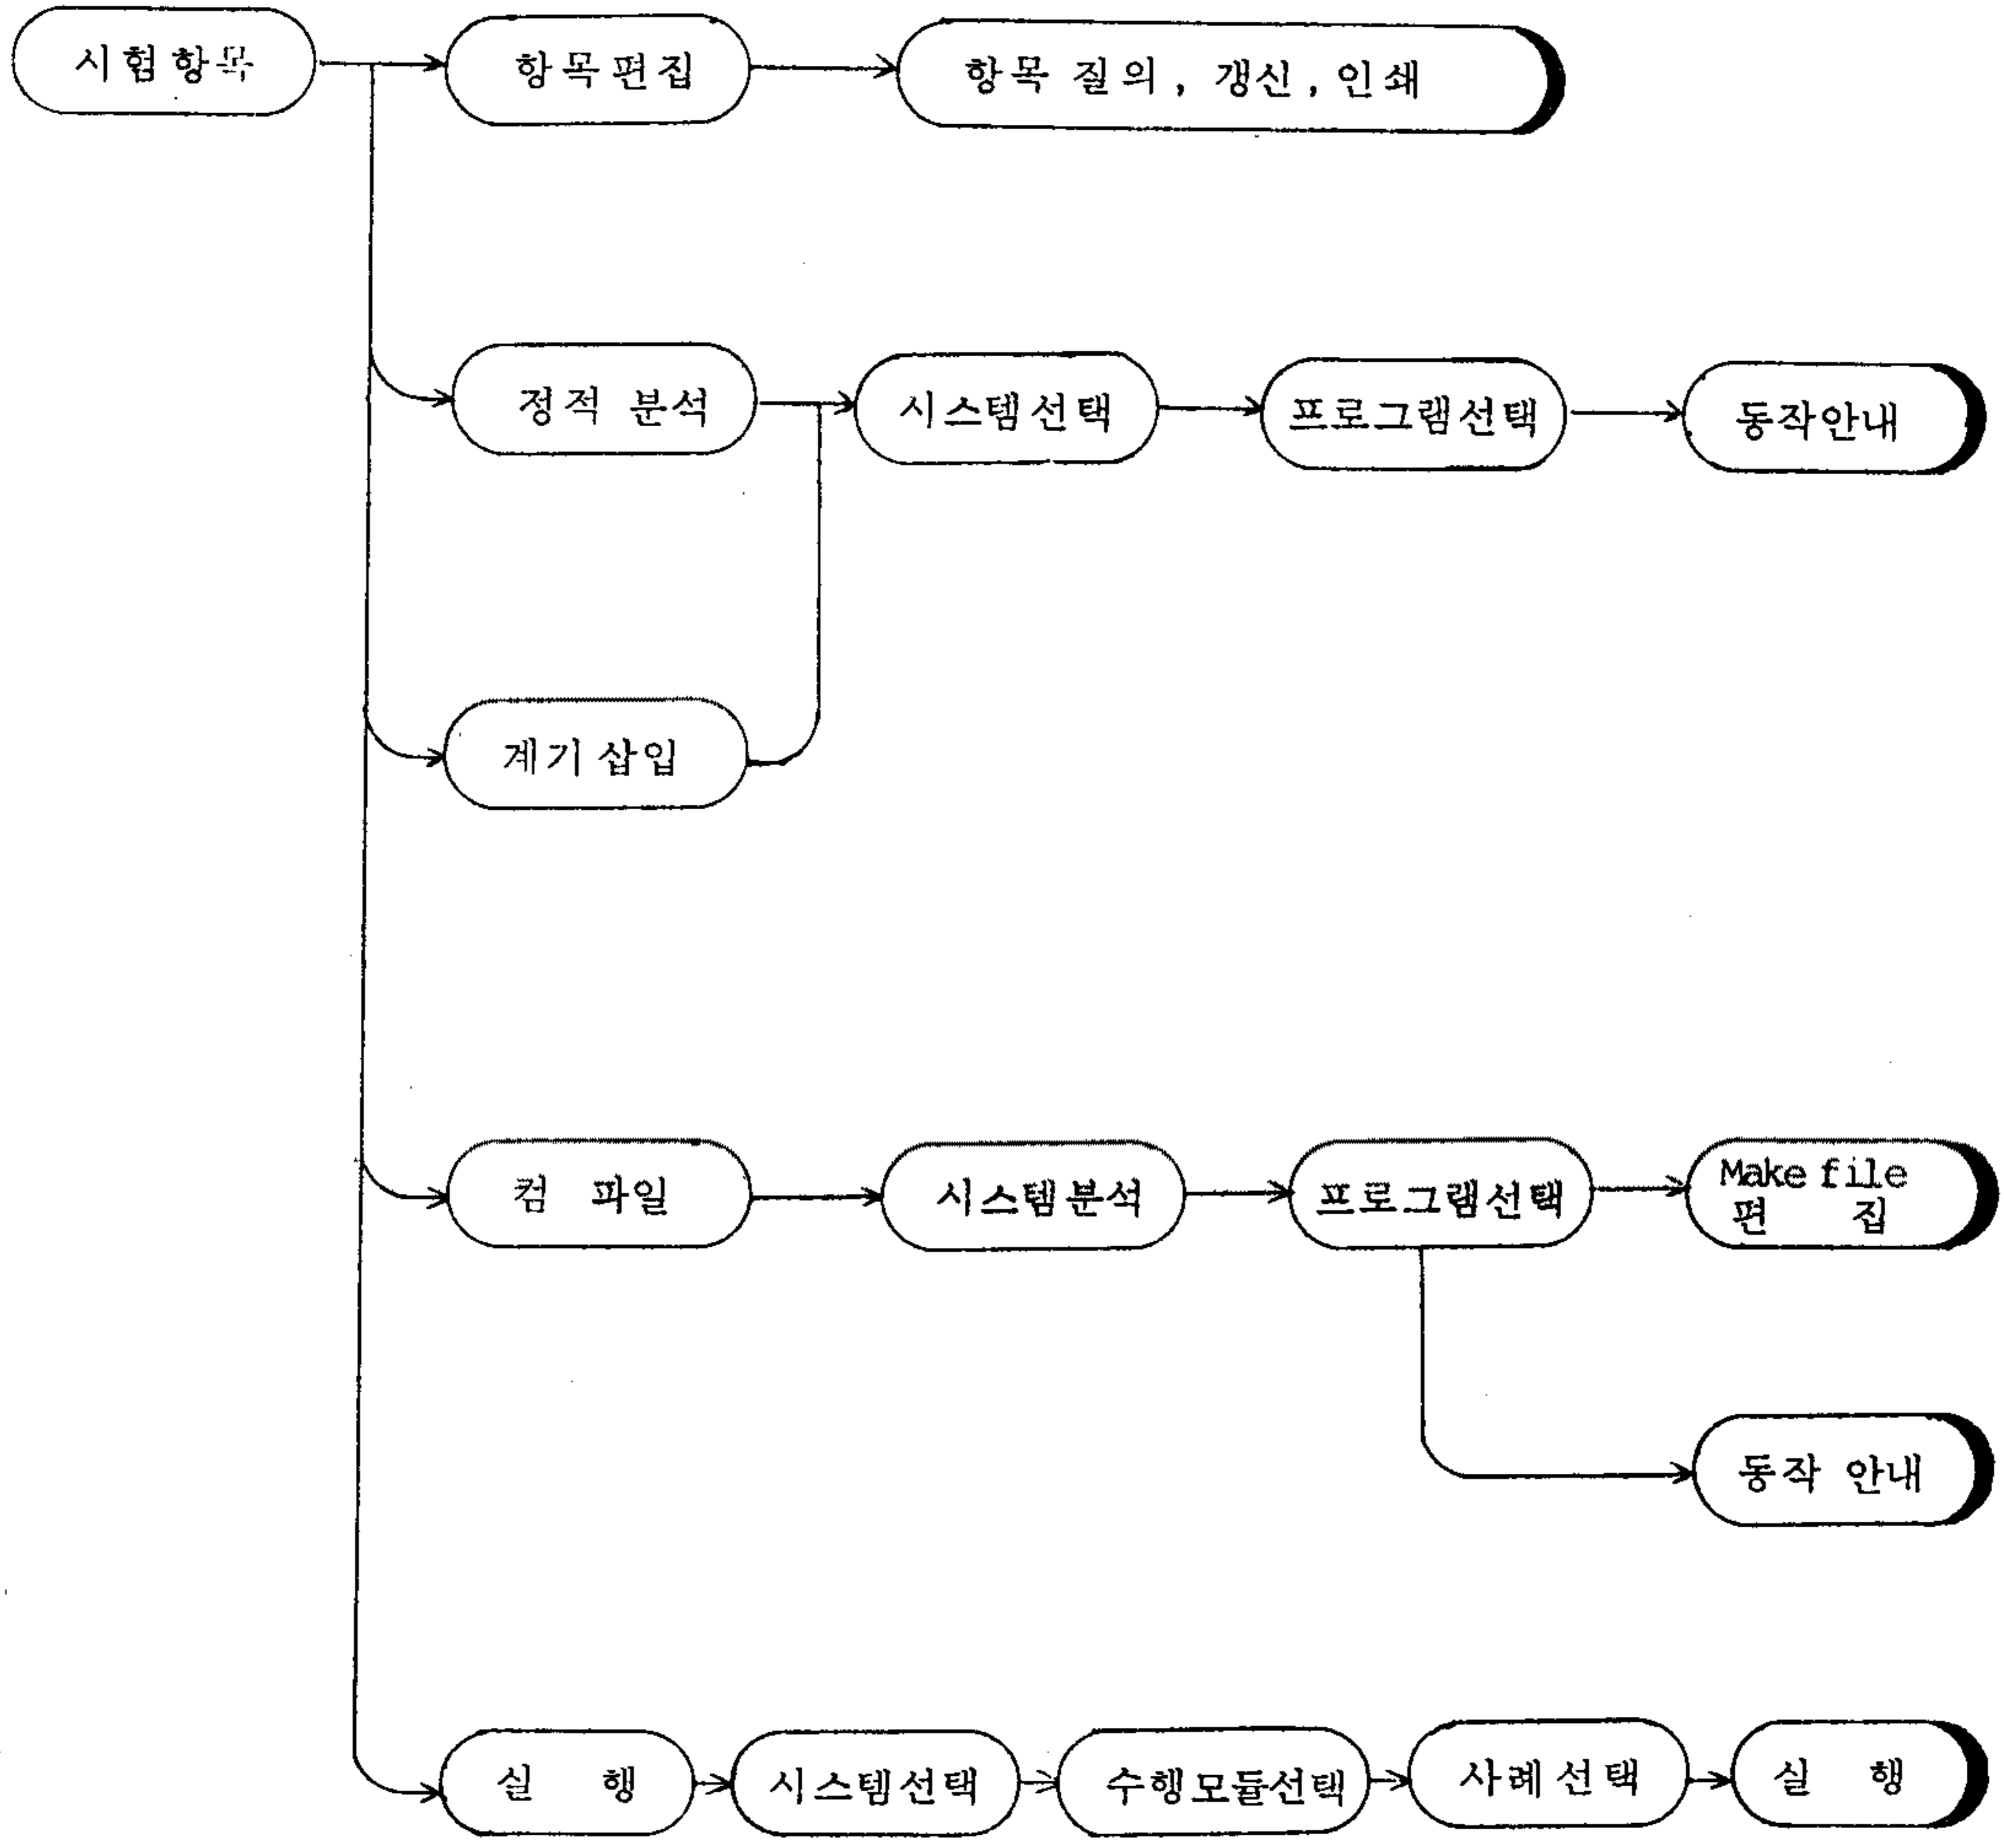 시험항목
항목편집
항목 질의, 갱신, 인쇄
정적 분석
시스템선택
프로그램선택
동작안내
계기삽입
컴 파일
시스템분석
프로그램선택
Make file
편 집
동작 안내
실 행
시스템선택
수행모듈선택
사례선택
실 행